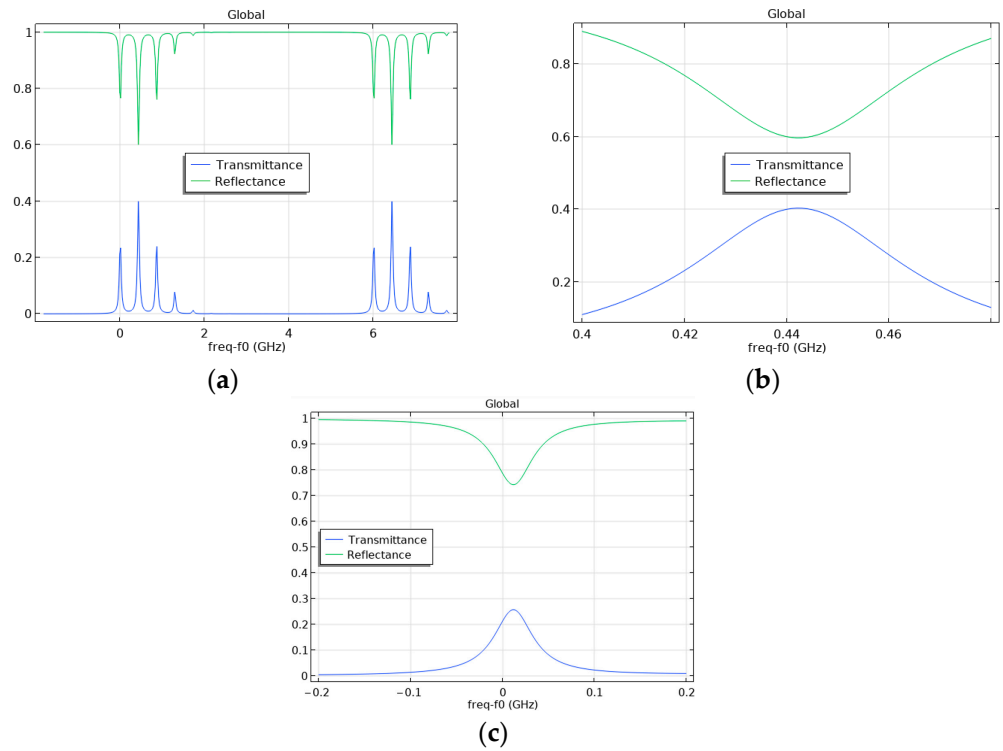 Global
1
0.8
0.6
0.4
0.2
0
Transmittance
Reflectance
0
2
4
6
freq-f0 (GHz)
(a)
Global
0.8
0.6
0.4
0.2
Transmittance
Reflectance
0.4
0.42
0.44
0.46
freq-f0 (GHz)
(b)
Global
1
0.9
0.8
0.7
0.6
0.5
0.4
0.3
0.2
0.1
0
Transmittance
Reflectance
−0.2
−0.1
0
0.1
0.2
freq-f0 (GHz)
(c)